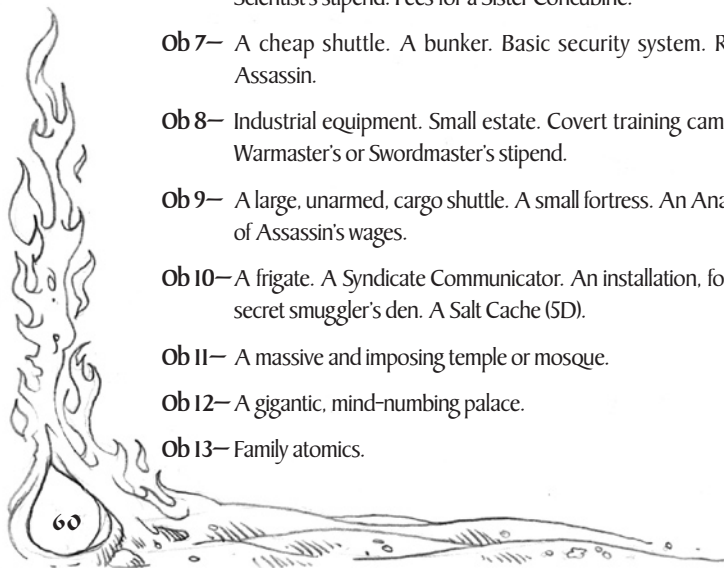 Scientist's stipend. Fees for a Sister Concubine.
Ob 7— A cheap shuttle. A bunker. Basic security system.
Assassin.
Ob 8— Industrial equipment. Small estate. Covert training
Warmaster's or Swordmaster's stipend.
Ob 9— A large, unarmed, cargo shuttle. A small fortress. An
of Assassin's wages.
Ob 10— A frigate. A Syndicate Communicator. An installation,
secret smuggler's den. A Salt Cache (5D).
Ob 11— A massive and imposing temple or mosque.
Ob 12— A gigantic, mind-numbing palace.
Ob 13— Family atomics.
60